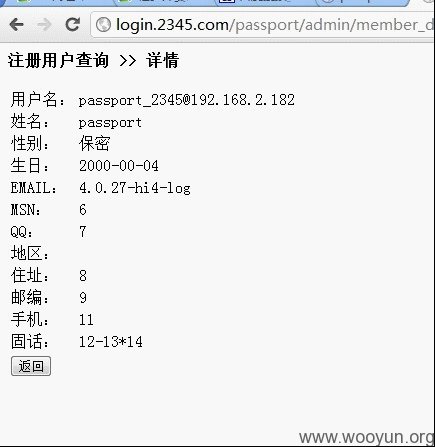 login.2345.com/passport/admin/member_d
注册用户查询 >> 详情
用户名： passport_2345@192.168.2.182
姓名： passport
性别： 保密
生日： 2000-00-04
EMAIL： 4.0.27-hi4-log
MSN： 6
QQ： 7
地区：
住址： 8
邮编： 9
手机： 11
固话： 12-13*14
返回
www.wooyun.org